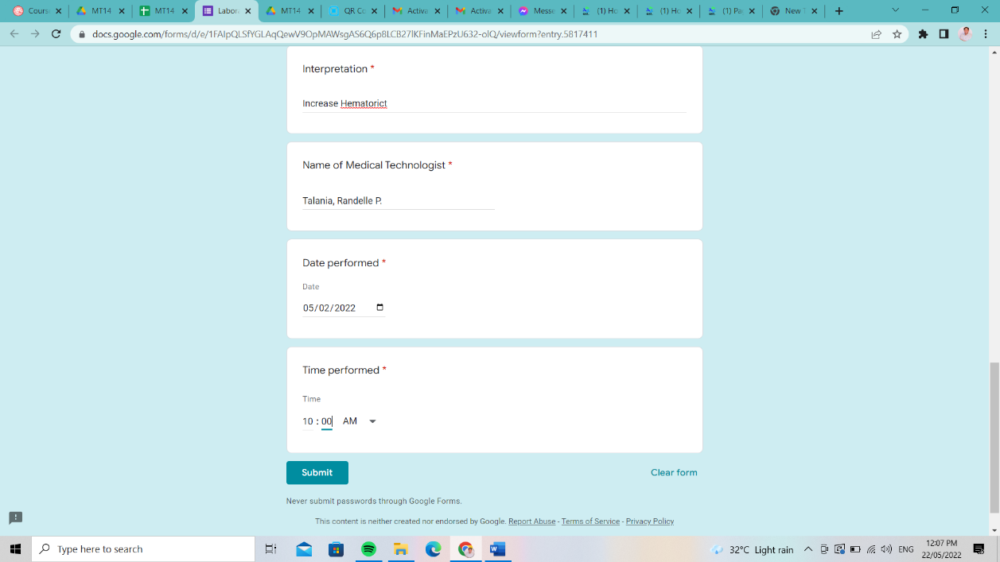 Cours
MT14
MT14
Labor
MT14
QR Co
Activa
Activa
Messe
(1) Ho
(1) Ho
(1) Pa
New T
docs.google.com/forms/d/e/1FAIpQLSfYGLAqQewV9OpMAWsgAS6Q6p8LCB27lKFinMaEPzU632-olQ/viewform?entry.5817411
Interpretation *
Increase Hematorict
Name of Medical Technologist *
Talania, Randelle P.
Date performed *
Date
05/02/2022
Time performed *
Time
10 : 00 AM
Submit
Clear form
Never submit passwords through Google Forms.
This content is neither created nor endorsed by Google. Report Abuse - Terms of Service - Privacy Policy
Type here to search
32°C Light rain
ENG
12:07 PM
22/05/2022